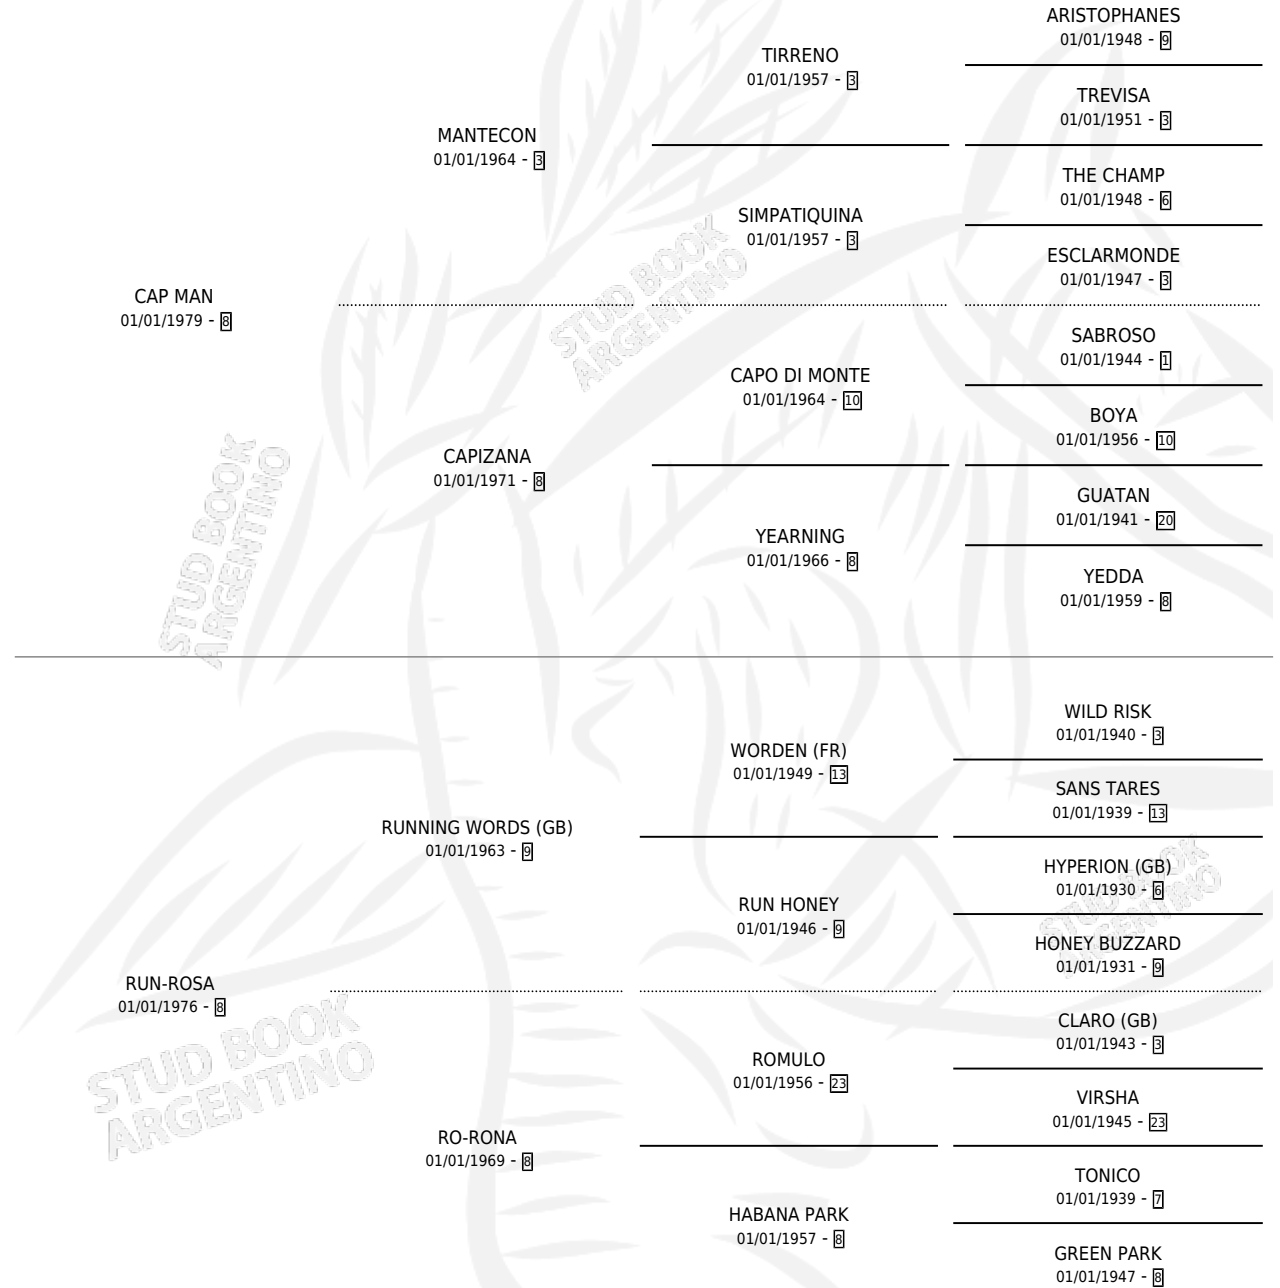 ARISTOPHANES
01/01/1948 - 9
TIRRENO
01/01/1957 - 3
TREVISA
01/01/1951 - 3
MANTECON
01/01/1964 - 3
THE CHAMP
01/01/1948 - 6
SIMPATIQUINA
01/01/1957 - 3
ESCLARMONDE
01/01/1947 - 3
CAP MAN
01/01/1979 - 8
STUD BOOK
ARGENTINO
SABROSO
01/01/1944 - 1
CAPO DI MONTE
01/01/1964 - 10
BOYA
01/01/1956 - 10
CAPIZANA
01/01/1971 - 8
GUATAN
01/01/1941 - 20
YEARNING
01/01/1966 - 8
YEDDA
01/01/1959 - 8
STUD BOOK
ARGENTINO
WILD RISK
01/01/1940 - 3
WORDEN (FR)
01/01/1949 - 13
SANS TARES
01/01/1939 - 13
RUNNING WORDS (GB)
01/01/1963 - 9
HYPERION (GB)
01/01/1930 - 6
RUN HONEY
01/01/1946 - 9
HONEY BUZZARD
01/01/1931 - 9
STUD BOOK
ARGENTINO
RUN-ROSA
01/01/1976 - 8
CLARO (GB)
01/01/1943 - 3
ROMULO
01/01/1956 - 23
VIRSHA
01/01/1945 - 23
STUD BOOK
ARGENTINO
RO-RONA
01/01/1969 - 8
TONICO
01/01/1939 - 7
HABANA PARK
01/01/1957 - 8
GREEN PARK
01/01/1947 - 8